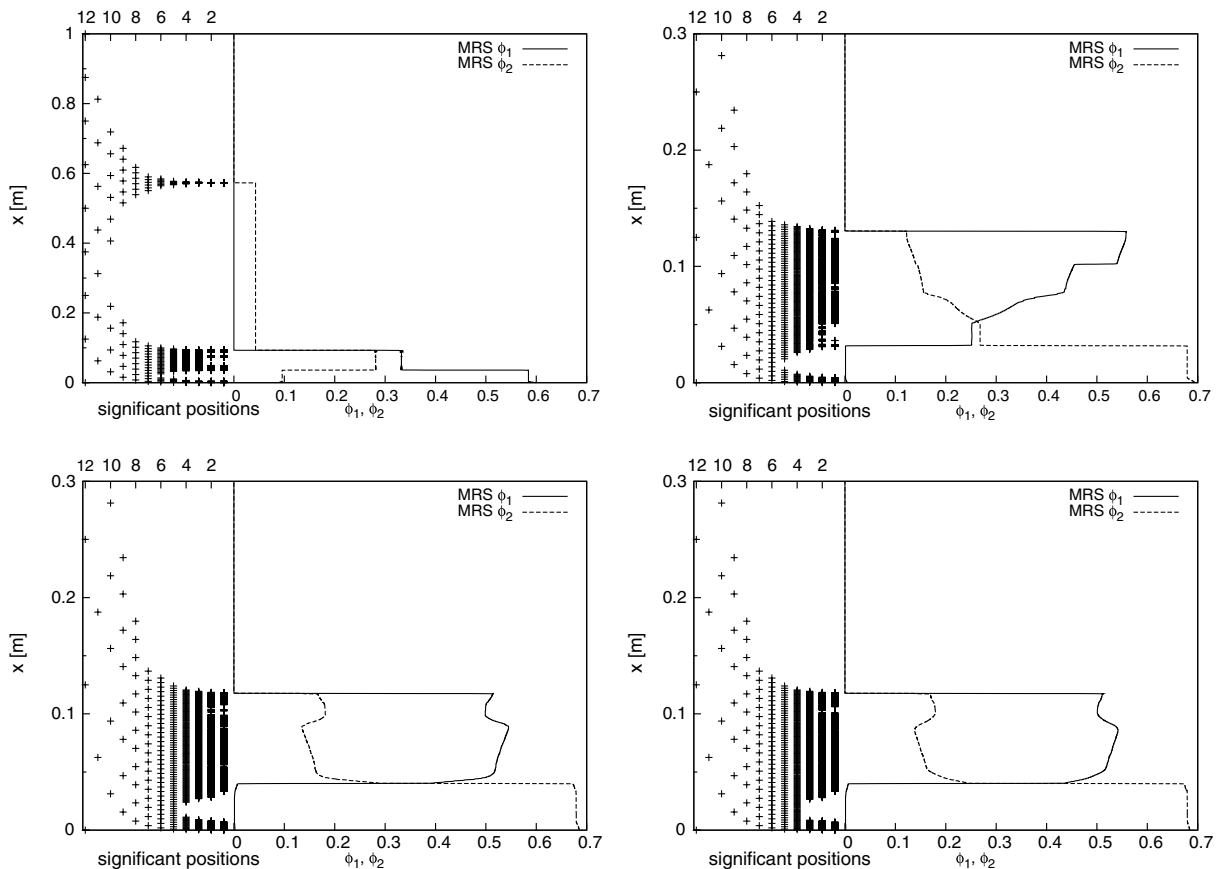 12 10 8 6 4 2
1
0.8
0.6
0.4
0.2
0
x [m]
MRS ϕ1
MRS ϕ2
0 0.1 0.2 0.3 0.4 0.5 0.6 0.7
significant positions
ϕ1, ϕ2
12 10 8 6 4 2
0.3
0.2
0.1
0
x [m]
MRS ϕ1
MRS ϕ2
0 0.1 0.2 0.3 0.4 0.5 0.6 0.7
significant positions
ϕ1, ϕ2
12 10 8 6 4 2
0.3
0.2
0.1
0
x [m]
MRS ϕ1
MRS ϕ2
0 0.1 0.2 0.3 0.4 0.5 0.6 0.7
significant positions
ϕ1, ϕ2
12 10 8 6 4 2
0.3
0.2
0.1
0
x [m]
MRS ϕ1
MRS ϕ2
0 0.1 0.2 0.3 0.4 0.5 0.6 0.7
significant positions
ϕ1, ϕ2